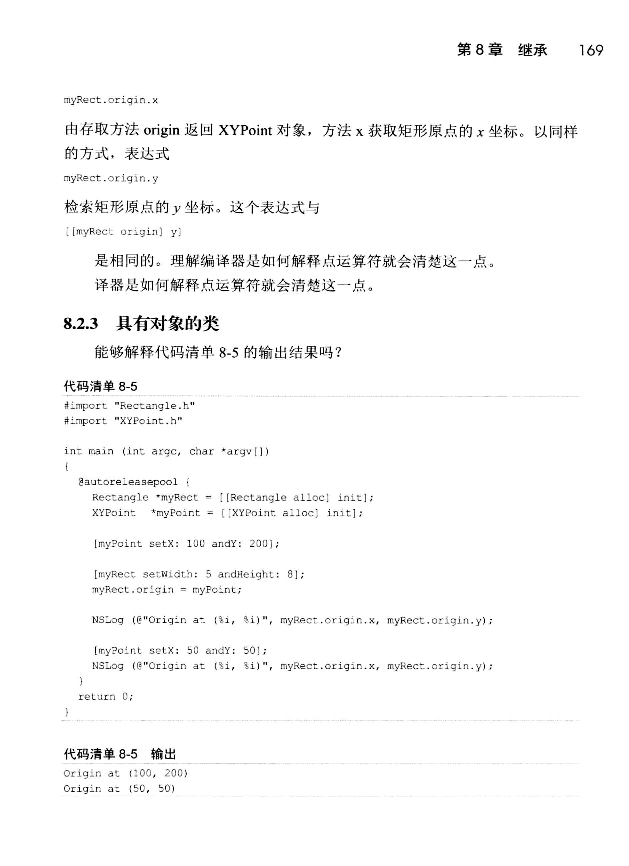 第 8 章 继承 169
myRect.origin.x
由存取方法 origin 返回 XYPoint 对象，方法 x 获取矩形原点的 x 坐标。以同样
的方式，表达式
myRect.origin.y
检索矩形原点的 y 坐标。这个表达式与
[[myRect origin] y]
是相同的。理解编译器是如何解释点运算符就会清楚这一点。
译器是如何解释点运算符就会清楚这一点。
8.2.3 具有对象的类
能够解释代码清单 8-5 的输出结果吗？
代码清单 8-5
#import "Rectangle.h"
#import "XYPoint.h"
int main (int argc, char *argv[])
{
@autoreleasepool {
Rectangle *myRect = [[Rectangle alloc] init];
XYPoint *myPoint = [[XYPoint alloc] init];
[myPoint setX: 100 andY: 200];
[myRect setWidth: 5 andHeight: 8];
myRect.origin = myPoint;
NSLog (@"Origin at (%i, %i)", myRect.origin.x, myRect.origin.y);
[myPoint setX: 50 andY: 50];
NSLog (@"Origin at (%i, %i)", myRect.origin.x, myRect.origin.y);
}
return 0;
}
代码清单 8-5 输出
Origin at (100, 200)
Origin at (50, 50)